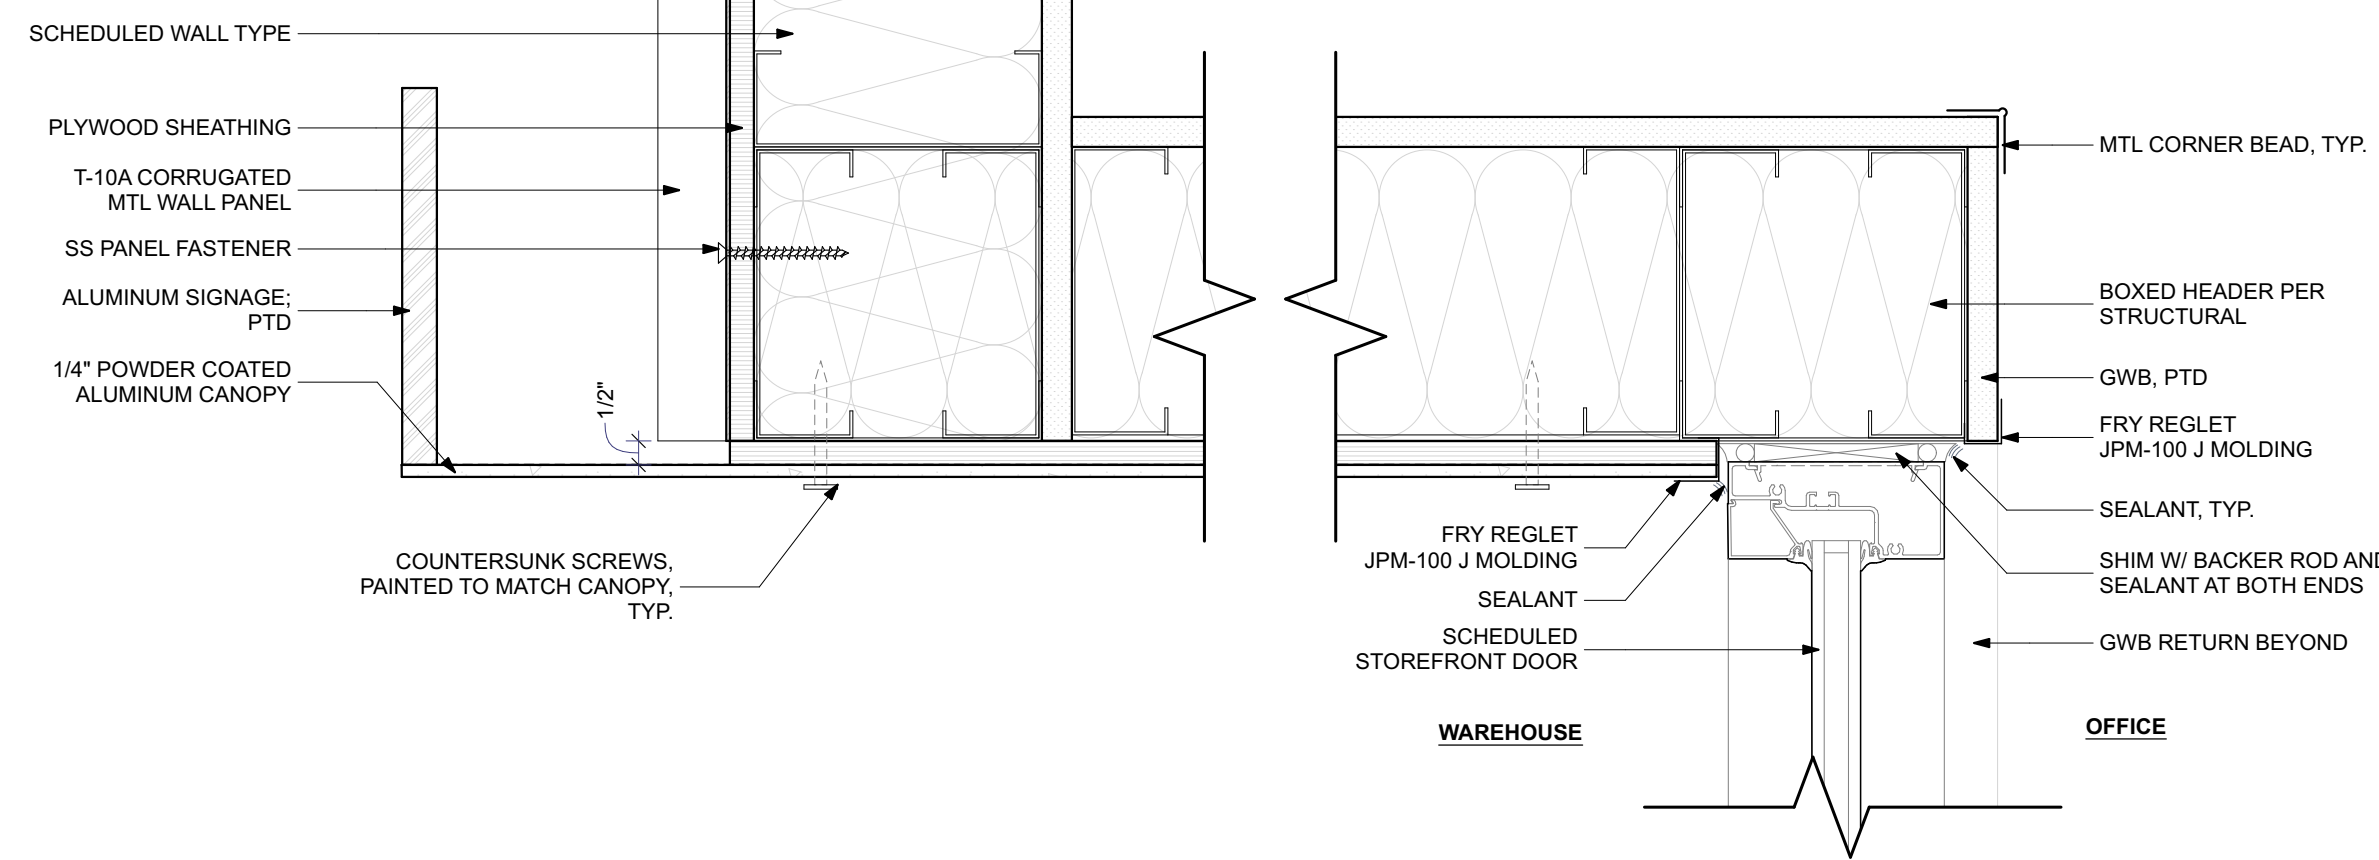 SCHEDULED WALL TYPE
PLYWOOD SHEATHING
T-10A CORRUGATED
MTL WALL PANEL
SS PANEL FASTENER
ALUMINUM SIGNAGE;
PTD
1/4" POWDER COATED
ALUMINUM CANOPY
1/2"
COUNTERSUNK SCREWS,
PAINTED TO MATCH CANOPY,
TYP.
FRY REGLET
JPM-100 J MOLDING
SEALANT
SCHEDULED
STOREFRONT DOOR
WAREHOUSE
MTL CORNER BEAD, TYP.
BOXED HEADER PER
STRUCTURAL
GWB, PTD
FRY REGLET
JPM-100 J MOLDING
SEALANT, TYP.
SHIM W/ BACKER ROD AND
SEALANT AT BOTH ENDS
GWB RETURN BEYOND
OFFICE